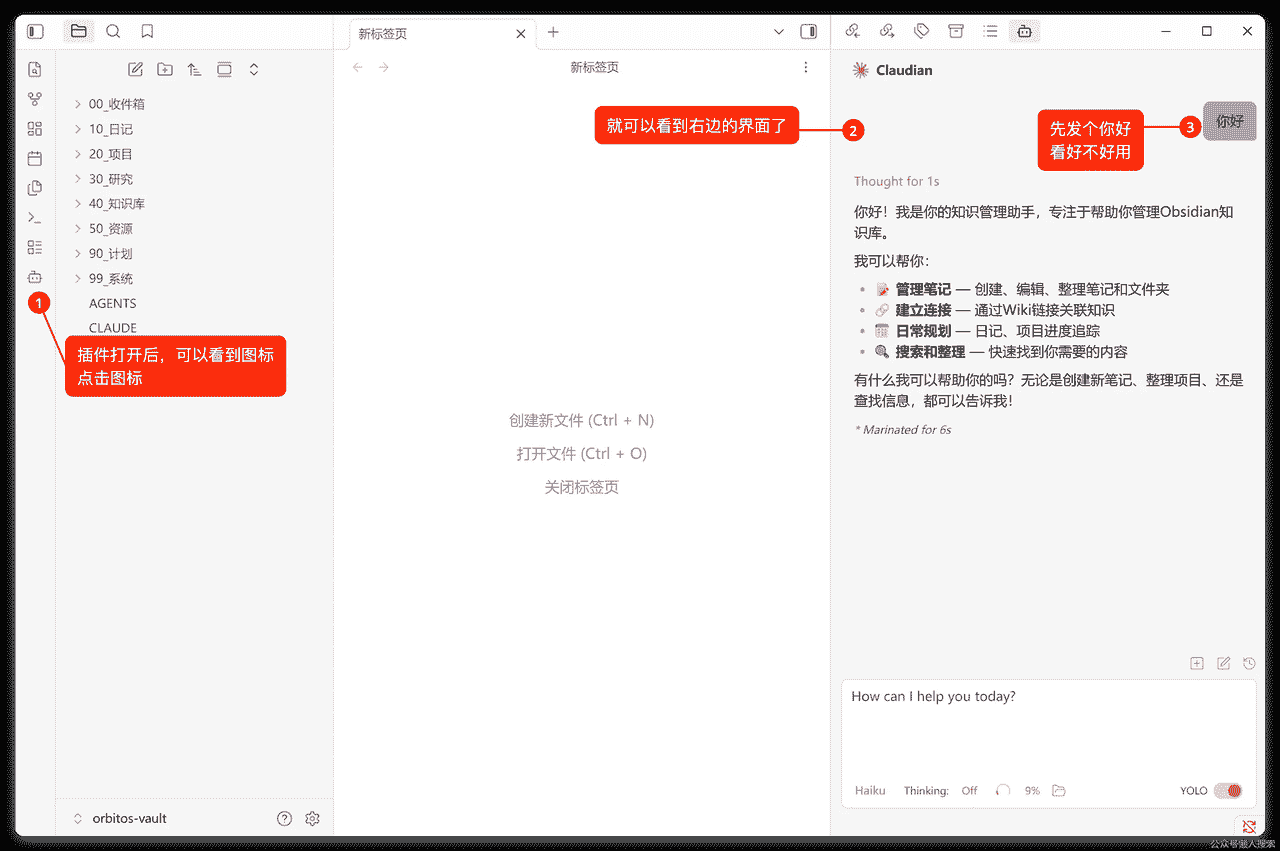 新标签页
新标签页
Claudian
00_收件箱
10_日记
20_项目
30_研究
40_知识库
50_资源
90_计划
99_系统
AGENTS
CLAUDE
1
插件打开后，可以看到图标
点击图标
就可以看到右边的界面了
2
先发个你好
看好不好用
3
你好
创建新文件 (Ctrl + N)
打开文件 (Ctrl + O)
关闭标签页
Thought for 1s
你好！我是你的知识管理助手，专注于帮助你管理Obsidian知
识库。
我可以帮你：
• 管理笔记 — 创建、编辑、整理笔记和文件夹
• 建立连接 — 通过Wiki链接关联知识
• 日常规划 — 日记、项目进度追踪
• 搜索和整理 — 快速找到你需要的内容
有什么我可以帮助你的吗？无论是创建新笔记、整理项目、还是
查找信息，都可以告诉我！
* Marinated for 6s
How can I help you today?
Haiku Thinking: Off 9% YOLO
orbitos-vault
公众号懒人搜索